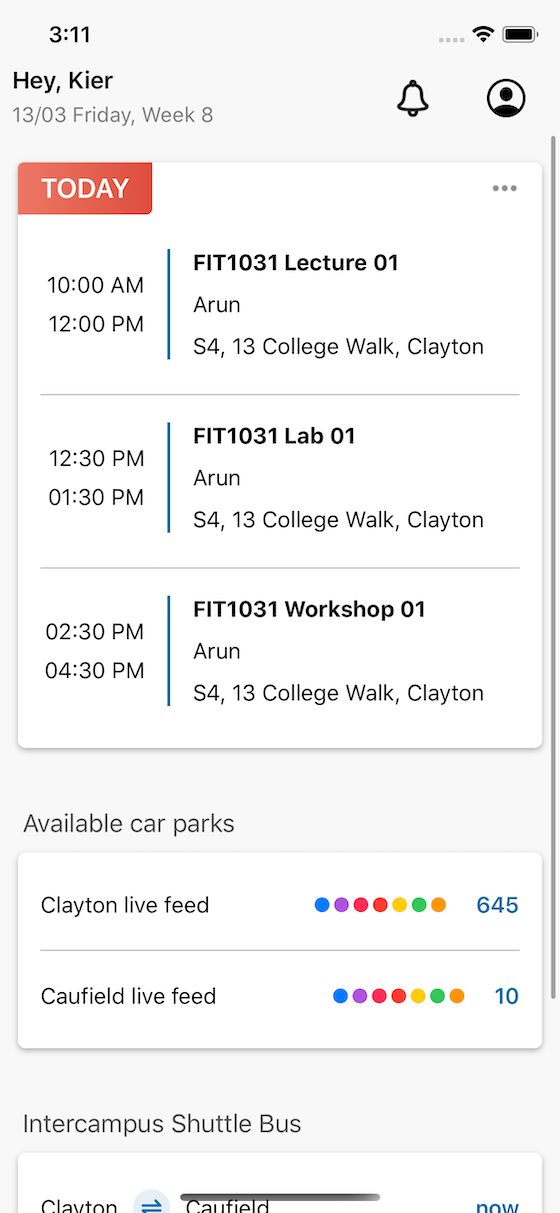 3:11
Hey, Kier
13/03 Friday, Week 8
TODAY
10:00 AM
12:00 PM
FIT1031 Lecture 01
Arun
S4, 13 College Walk, Clayton
12:30 PM
01:30 PM
FIT1031 Lab 01
Arun
S4, 13 College Walk, Clayton
02:30 PM
04:30 PM
FIT1031 Workshop 01
Arun
S4, 13 College Walk, Clayton
Available car parks
Clayton live feed 645
Caufield live feed 10
Intercampus Shuttle Bus
Clayton Caufield now